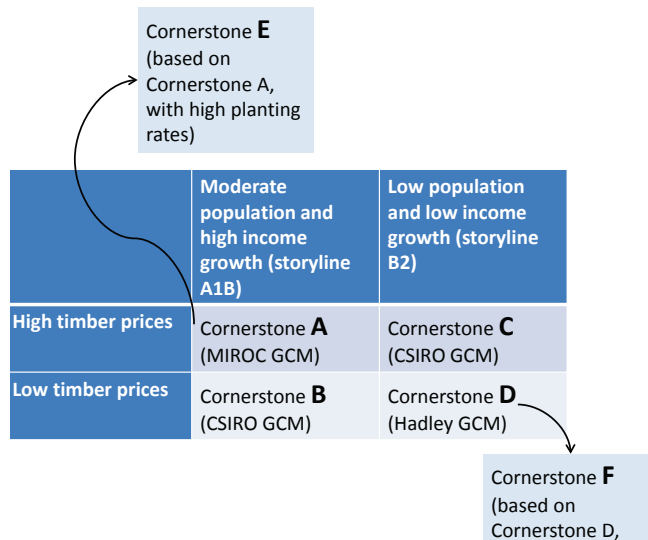 Cornerstone E
(based on
Cornerstone A,
with high planting
rates)
Moderate
population and
high income
growth (storyline
A1B)
Low population
and low income
growth (storyline
B2)
High timber prices
Cornerstone A
(MIROC GCM)
Cornerstone C
(CSIRO GCM)
Low timber prices
Cornerstone B
(CSIRO GCM)
Cornerstone D
(Hadley GCM)
Cornerstone F
(based on
Cornerstone D,